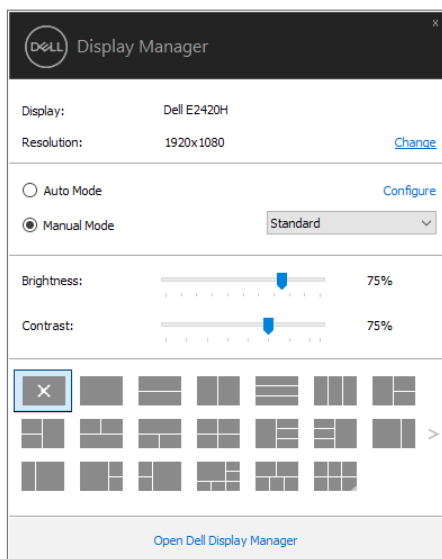 x
DELL Display Manager
Display: Dell E2420H
Resolution: 1920x1080 Change
Auto Mode Configure
Manual Mode Standard
Brightness: 75%
Contrast: 75%
Open Dell Display Manager